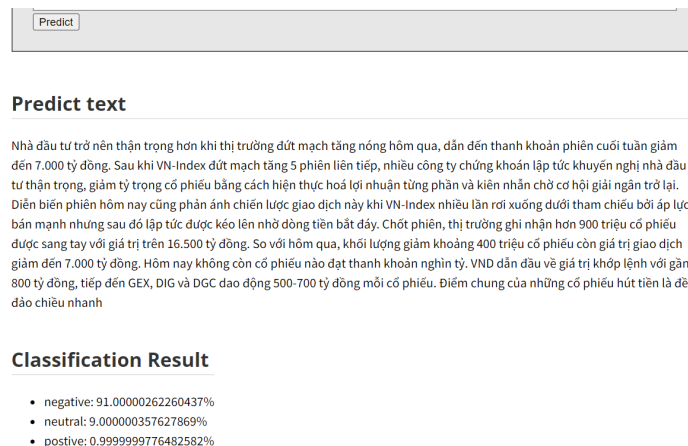 Predict
Predict text
Nhà đầu tư trở nên thận trọng hơn khi thị trường đứt mạch tăng nóng hôm qua, dẫn đến thanh khoản phiên cuối tuần giảm
đến 7.000 tỷ đồng. Sau khi VN-Index đứt mạch tăng 5 phiên liên tiếp, nhiều công ty chứng khoán lập tức khuyến nghị nhà đầu
tư thận trọng, giảm tỷ trọng cổ phiếu bằng cách hiện thực hoá lợi nhuận từng phần và kiên nhẫn chờ cơ hội giải ngân trở lại.
Diễn biến phiên hôm nay cũng phản ánh chiến lược giao dịch này khi VN-Index nhiều lần rơi xuống dưới tham chiếu bởi áp lực
bán mạnh nhưng sau đó lập tức được kéo lên nhờ dòng tiền bắt đáy. Chốt phiên, thị trường ghi nhận hơn 900 triệu cổ phiếu
được sang tay với giá trị trên 16.500 tỷ đồng. So với hôm qua, khối lượng giảm khoảng 400 triệu cổ phiếu còn giá trị giao dịch
giảm đến 7.000 tỷ đồng. Hôm nay không còn cổ phiếu nào đạt thanh khoản nghìn tỷ. VND dẫn đầu về giá trị khớp lệnh với gần
800 tỷ đồng, tiếp đến GEX, DIG và DGC dao động 500-700 tỷ đồng mỗi cổ phiếu. Điểm chung của những cổ phiếu hút tiền là đề
đảo chiều nhanh
Classification Result
negative: 91.00000262260437%
neutral: 9.000000357627869%
postive: 0.9999999776482582%